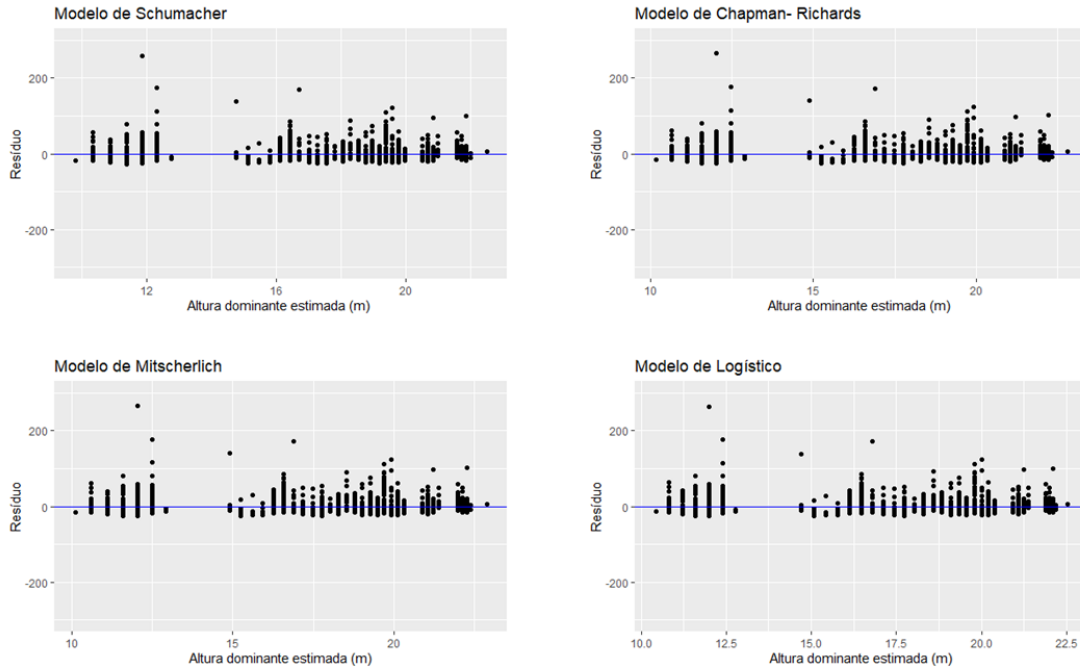 Modelo de Schumacher
200
0
-200
Resíduo
12
16
20
Altura dominante estimada (m)
Modelo de Chapman- Richards
200
0
-200
Resíduo
10
15
20
Altura dominante estimada (m)
Modelo de Mitscherlich
200
0
-200
Resíduo
10
15
20
Altura dominante estimada (m)
Modelo de Logístico
200
0
-200
Resíduo
10.0
12.5
15.0
17.5
20.0
22.5
Altura dominante estimada (m)